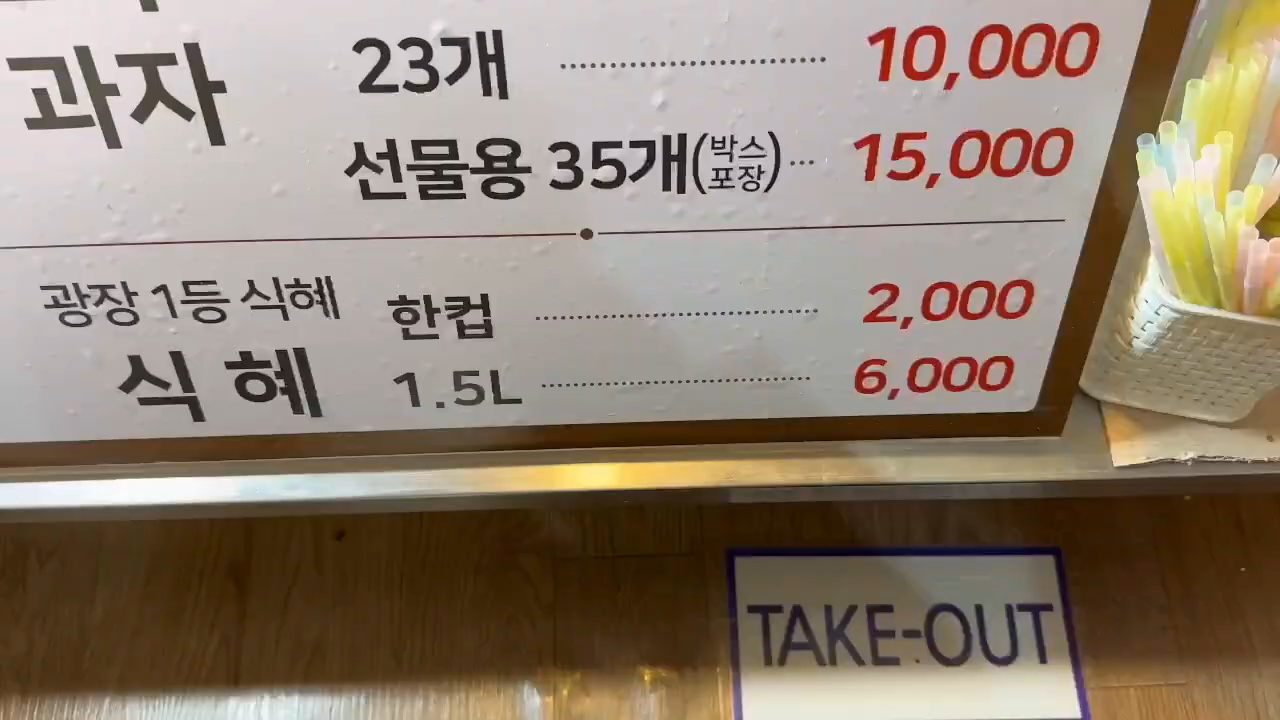 과자 23개 10,000
선물용 35개(박스포장) 15,000
광장 1등 식혜 한컵 2,000
식혜 1.5L 6,000
TAKE-OUT